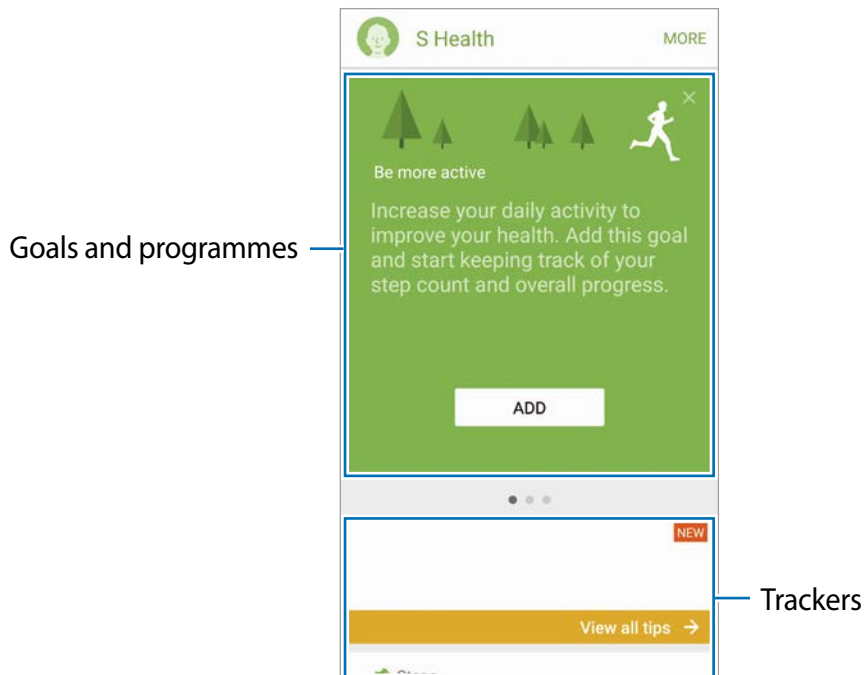 S Health
MORE
Be more active
Increase your daily activity to
improve your health. Add this goal
and start keeping track of your
step count and overall progress.
Goals and programmes
ADD
NEW
Trackers
View all tips
Steps